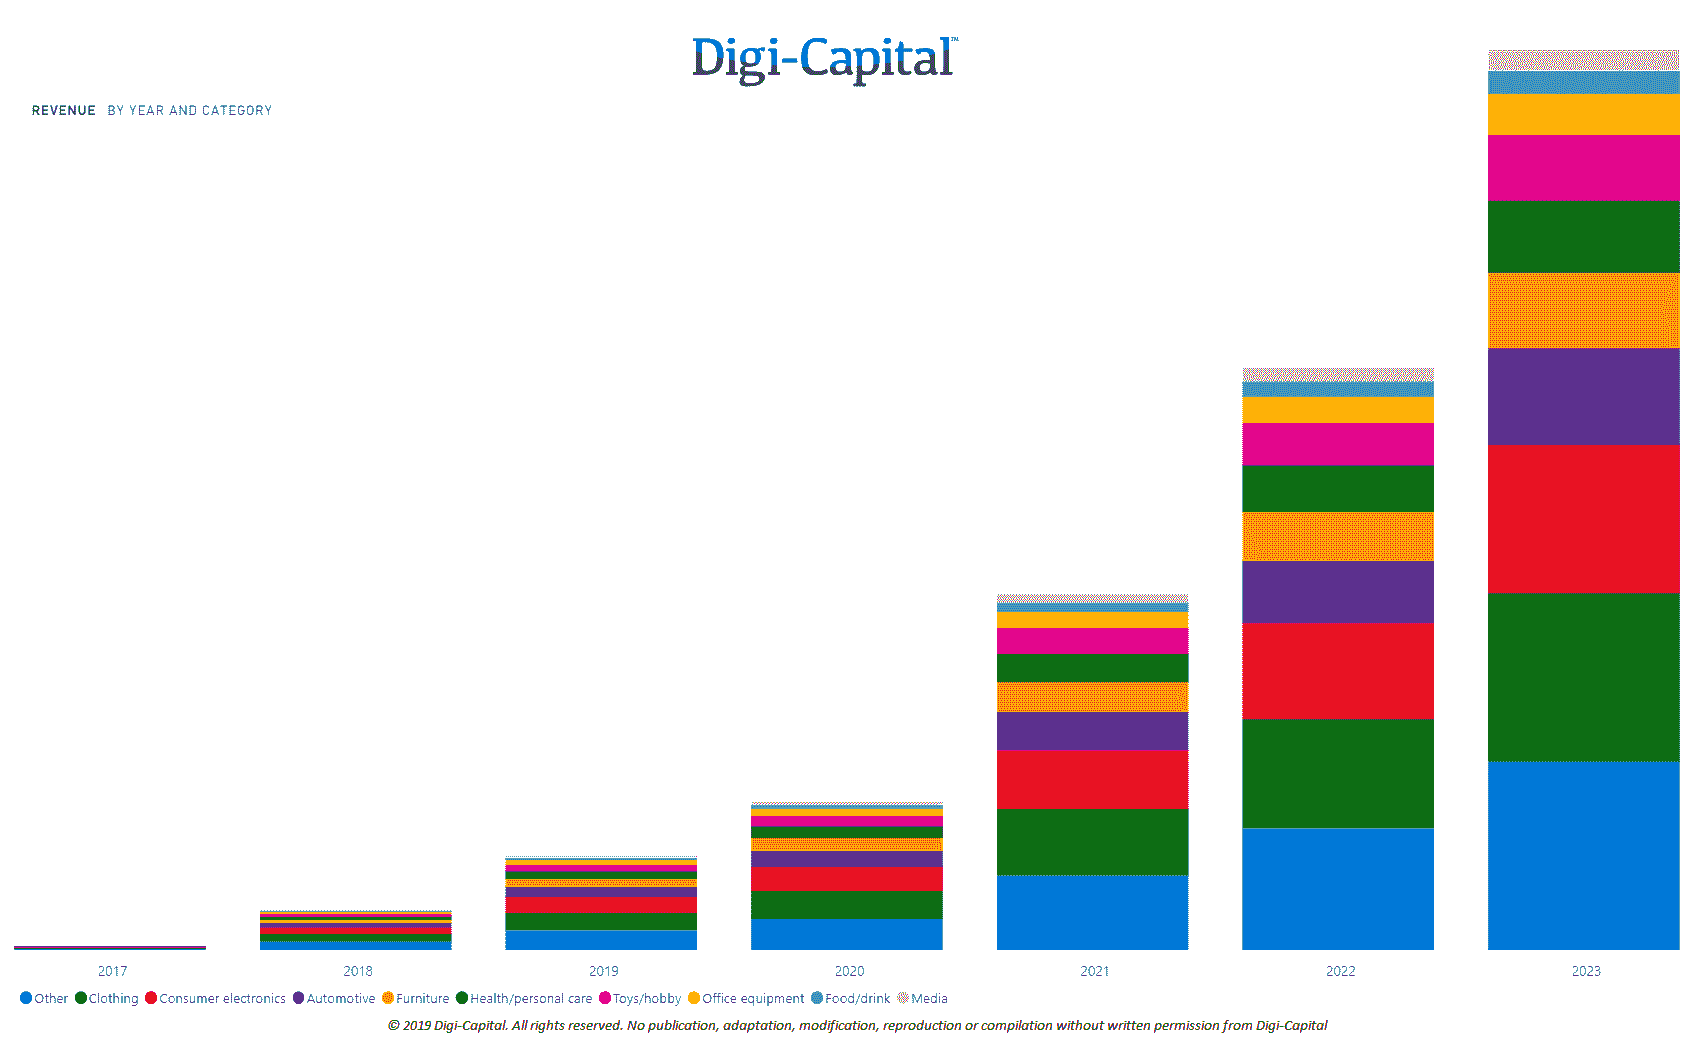 Digi-Capital™
REVENUE BY YEAR AND CATEGORY
2017 2018 2019 2020 2021 2022 2023
Other Clothing Consumer electronics Automotive Furniture Health/personal care Toys/hobby Office equipment Food/drink Media
© 2019 Digi-Capital. All rights reserved. No publication, adaptation, modification, reproduction or compilation without written permission from Digi-Capital